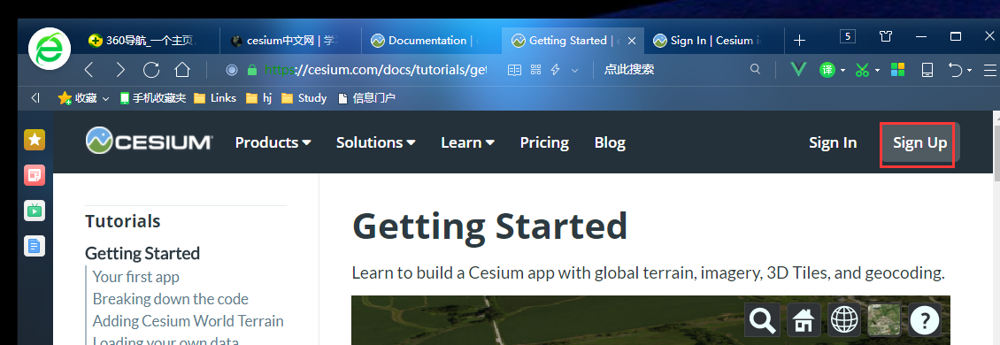 360导航_一个主页 cesium中文网 | 学 Documentation | Getting Started | Sign In | Cesium 5
https://cesium.com/docs/tutorials/get 点此搜索 译
收藏 手机收藏夹 Links hj Study 信息门户
CESIUM Products Solutions Learn Pricing Blog Sign In Sign Up
Tutorials
Getting Started
Your first app
Breaking down the code
Adding Cesium World Terrain
Loading your own data
Getting Started
Learn to build a Cesium app with global terrain, imagery, 3D Tiles, and geocoding.
?